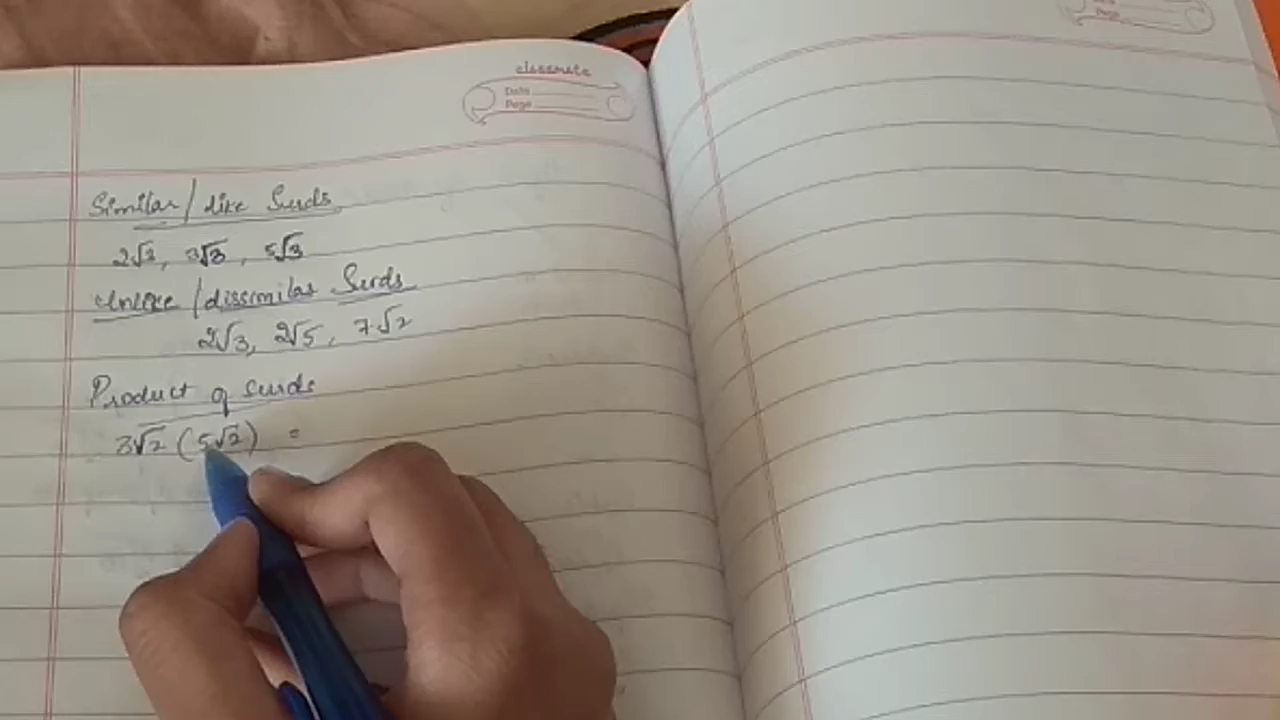 classmate
Date
Page
Page
Similar / like Surds
2√3, 3√3, 5√3
Unlike / dissimilar Surds
2√3, 2√5, 7√2
Product of Surds
3√2 (5√2) =